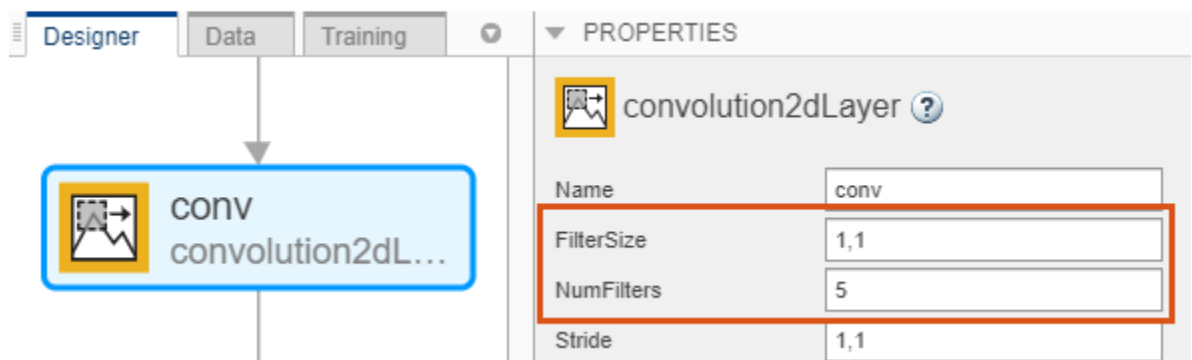 Designer
Data
Training
PROPERTIES
conv
convolution2dL...
convolution2dLayer ?
Name conv
FilterSize 1,1
NumFilters 5
Stride 1,1